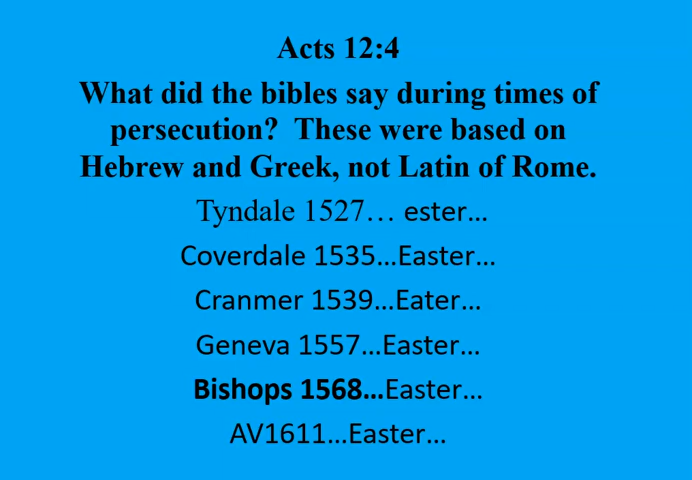 Acts 12:4
What did the bibles say during times of
persecution?  These were based on
Hebrew and Greek, not Latin of Rome.
Tyndale 1527… ester…
Coverdale 1535…Easter…
Cranmer 1539…Eater…
Geneva 1557…Easter…
Bishops 1568…Easter…
AV1611…Easter…